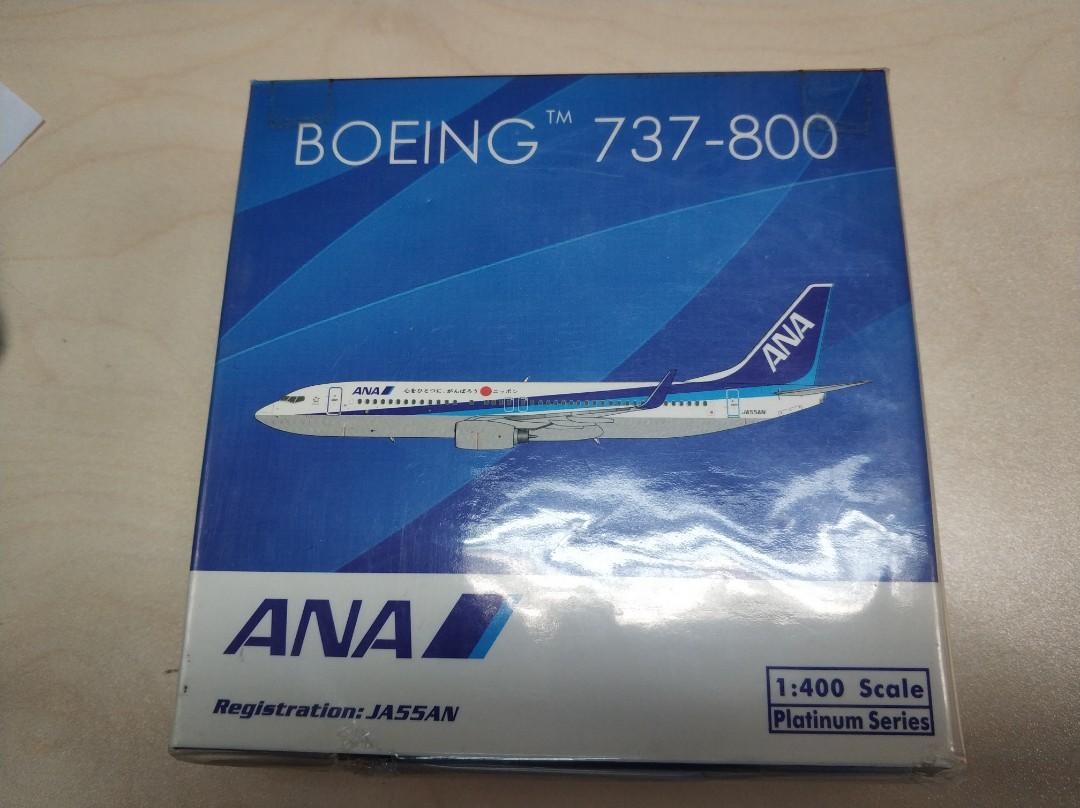 BOEING™ 737-800
ANA
ANA 心をひとつに、がんばろう ニッポン
JA55AN
ANA
Registration: JA55AN
1:400 Scale
Platinum Series